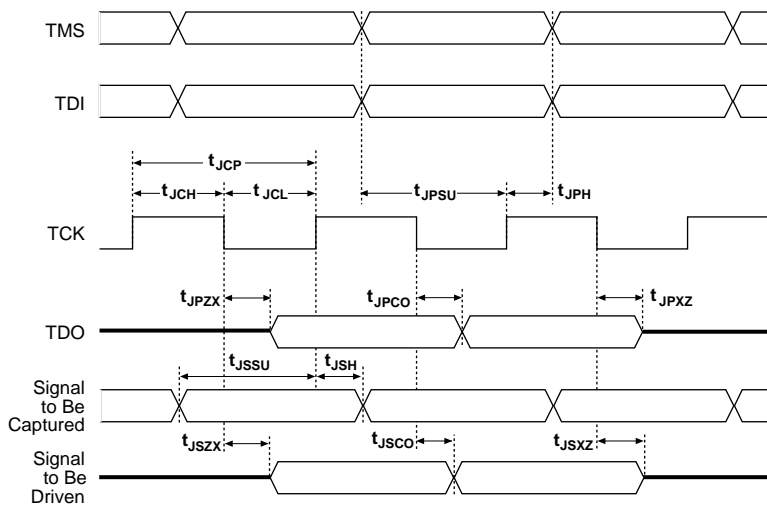 TMS
TDI
tJCP
tJCH
tJCL
tJPSU
tJPH
TCK
tJPZX
tJPCO
tJPXZ
TDO
tJSSU
tJSH
Signal
to Be
Captured
tJSZX
tJSCO
tJSXZ
Signal
to Be
Driven